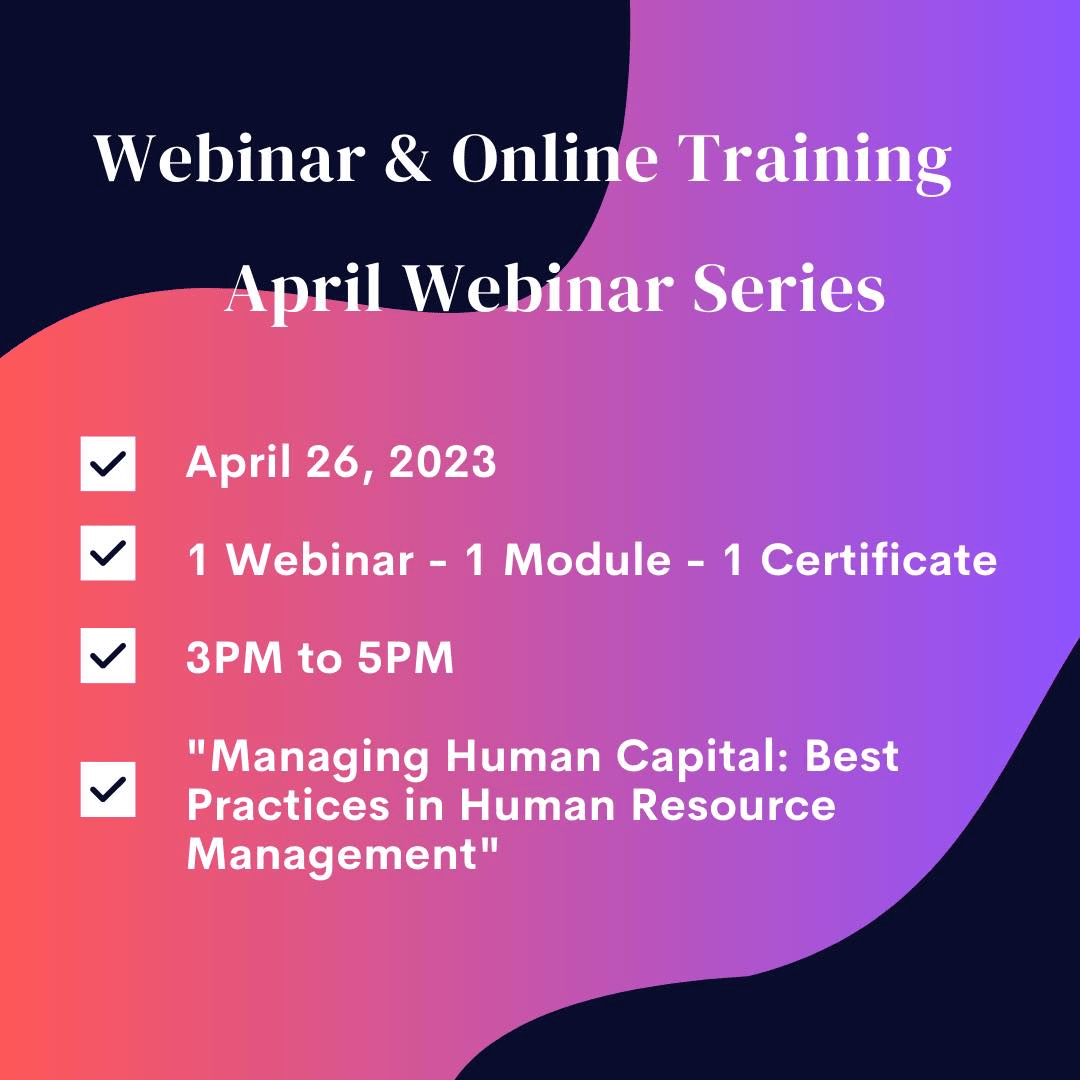 Webinar & Online Training
April Webinar Series
April 26, 2023
1 Webinar - 1 Module - 1 Certificate
3PM to 5PM
"Managing Human Capital: Best
Practices in Human Resource
Management"